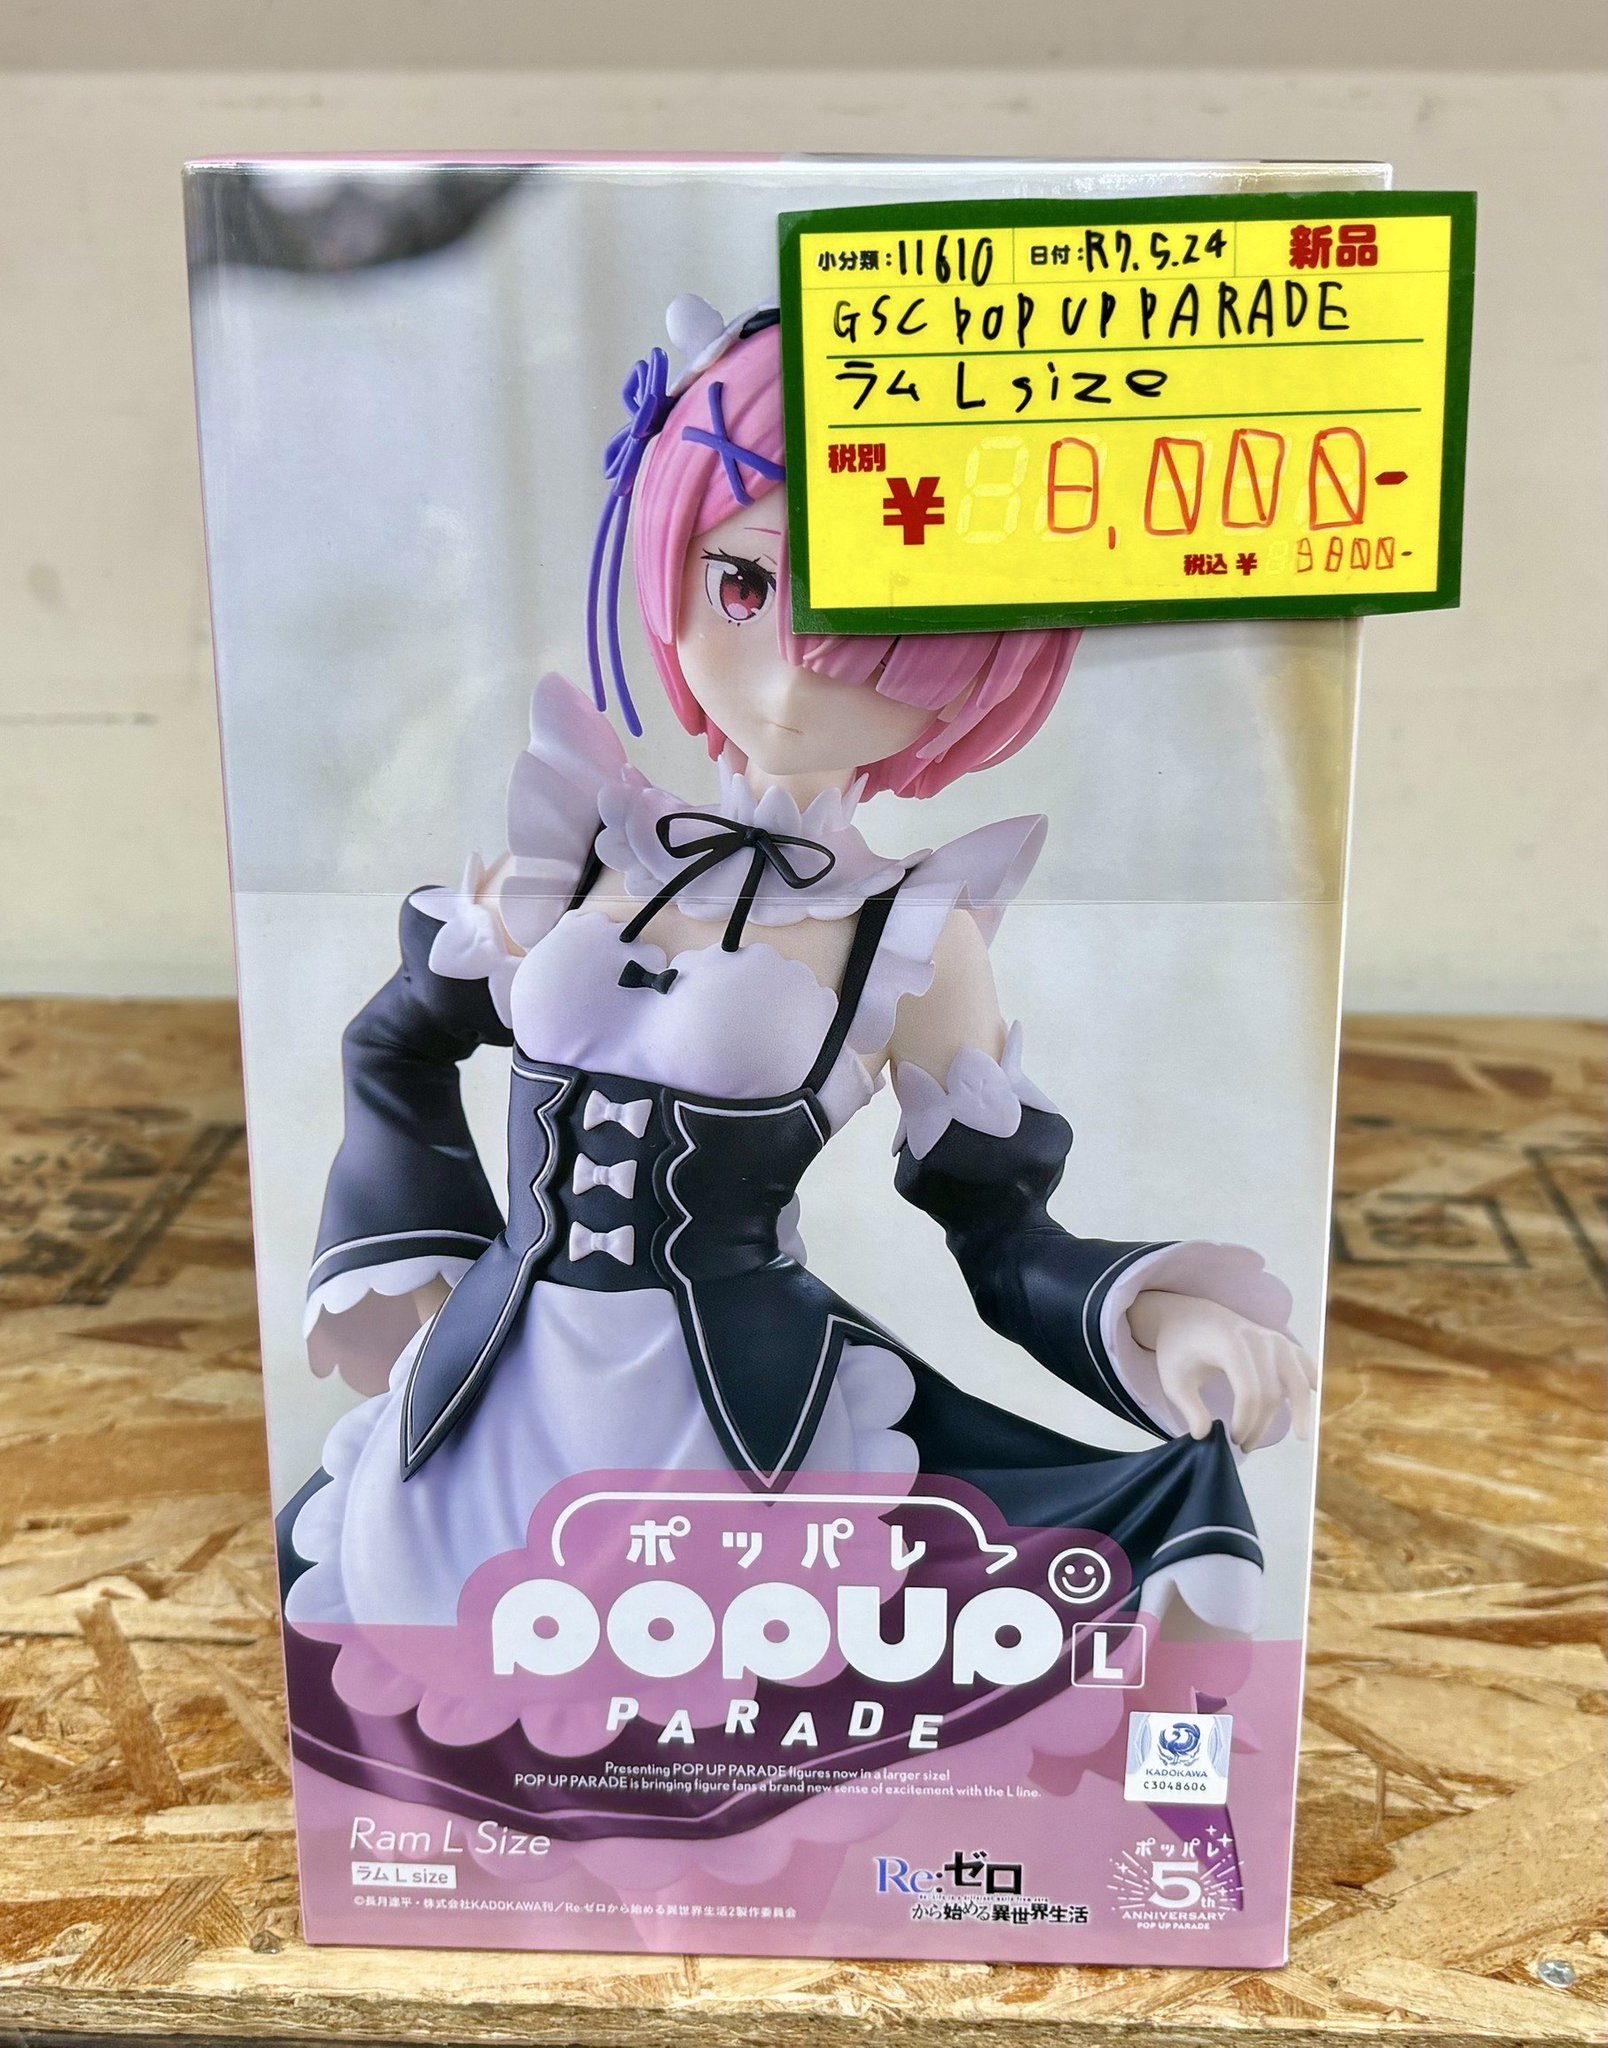 小分類:11610 日付:R7.5.24 新品
GSC POP UP PARADE
ラム L size
税別 ¥8,000-
税込 ¥8800-
ポッパレ
POP UP L
PARADE
Presenting POP UP PARADE figures now in a larger size!
POP UP PARADE is bringing figure fans a brand new sense of excitement with the L line.
KADOKAWA
C3048606
Ram L Size
ラム L size
©長月達平・株式会社KADOKAWA刊/Re:ゼロから始める異世界生活2製作委員会
Re:ゼロ
から始める異世界生活
ポッパレ
5th
ANNIVERSARY
POP UP PARADE